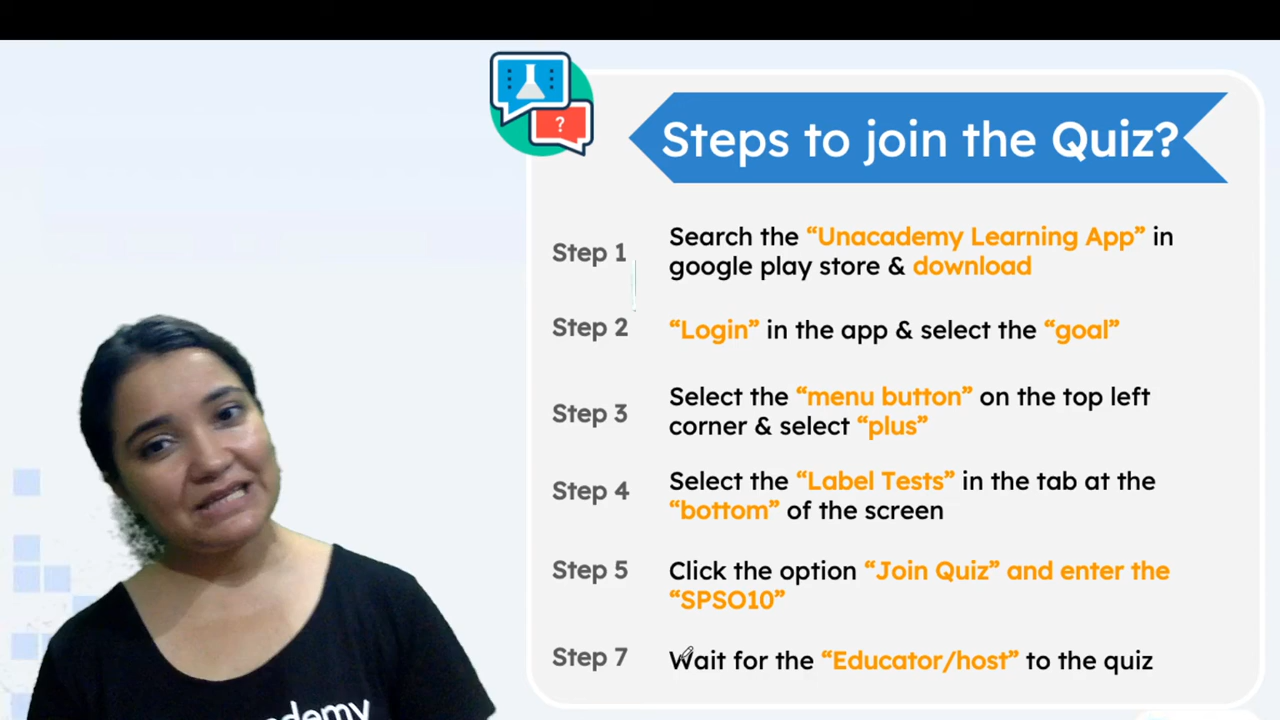 ?
Steps to join the Quiz?
Step 1
Search the “Unacademy Learning App” in
google play store & download
Step 2
“Login” in the app & select the “goal”
Step 3
Select the “menu button” on the top left
corner & select “plus”
Step 4
Select the “Label Tests” in the tab at the
“bottom” of the screen
Step 5
Click the option “Join Quiz” and enter the
“SPSO10”
Step 7
Wait for the “Educator/host” to the quiz